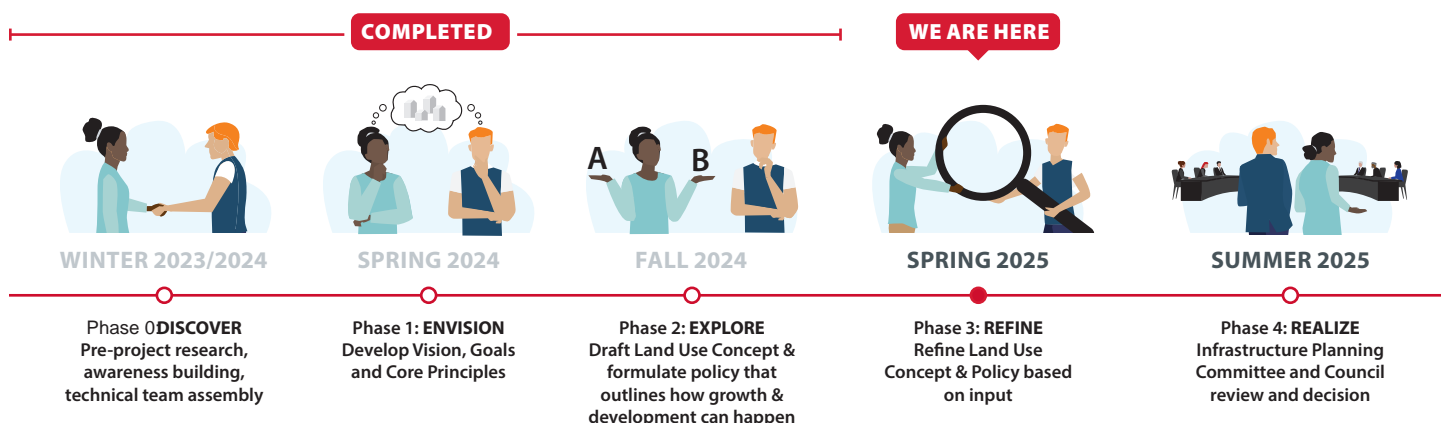 COMPLETED
WE ARE HERE
A
B
WINTER 2023/2024
SPRING 2024
FALL 2024
SPRING 2025
SUMMER 2025
Phase 0:DISCOVER
Pre-project research,
awareness building,
technical team assembly
Phase 1: ENVISION
Develop Vision, Goals
and Core Principles
Phase 2: EXPLORE
Draft Land Use Concept &
formulate policy that
outlines how growth &
development can happen
Phase 3: REFINE
Refine Land Use
Concept & Policy based
on input
Phase 4: REALIZE
Infrastructure Planning
Committee and Council
review and decision